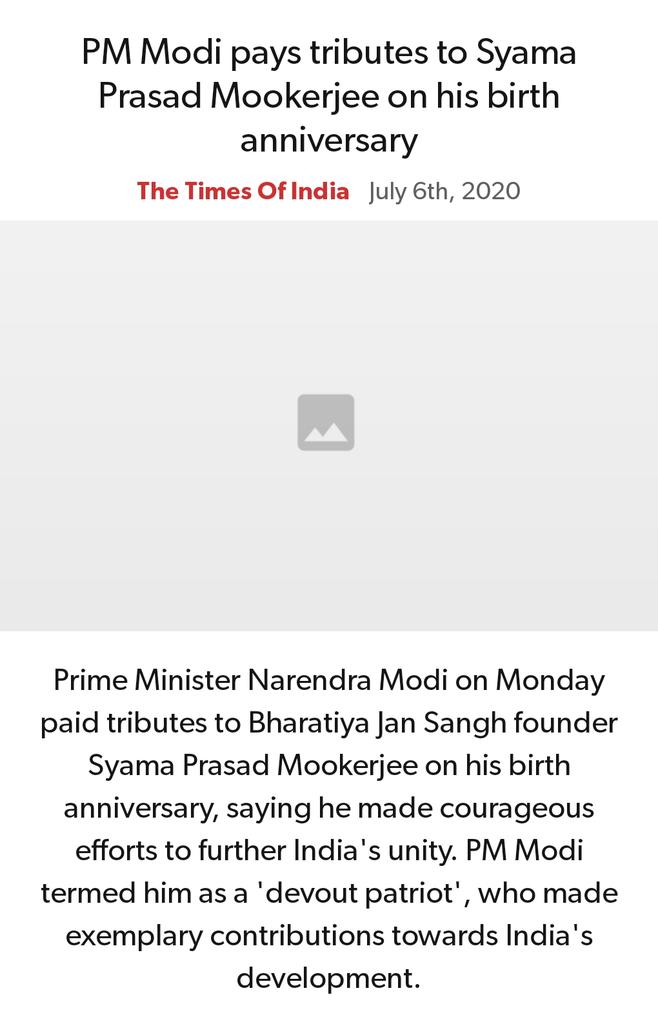 PM Modi pays tributes to Syama
Prasad Mookerjee on his birth
anniversary
The Times Of India July 6th, 2020
Prime Minister Narendra Modi on Monday
paid tributes to Bharatiya Jan Sangh founder
Syama Prasad Mookerjee on his birth
anniversary, saying he made courageous
efforts to further India's unity. PM Modi
termed him as a 'devout patriot', who made
exemplary contributions towards India's
development.